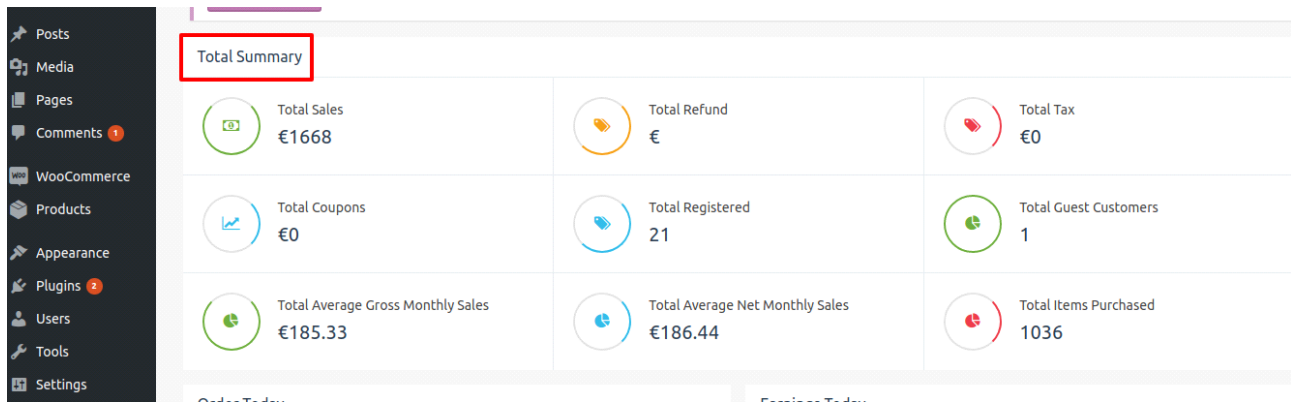 Posts
Media
Pages
Comments 1
WooCommerce
Products
Appearance
Plugins 2
Users
Tools
Settings
Total Summary
Total Sales
€1668
Total Refund
€
Total Tax
€0
Total Coupons
€0
Total Registered
21
Total Guest Customers
1
Total Average Gross Monthly Sales
€185.33
Total Average Net Monthly Sales
€186.44
Total Items Purchased
1036